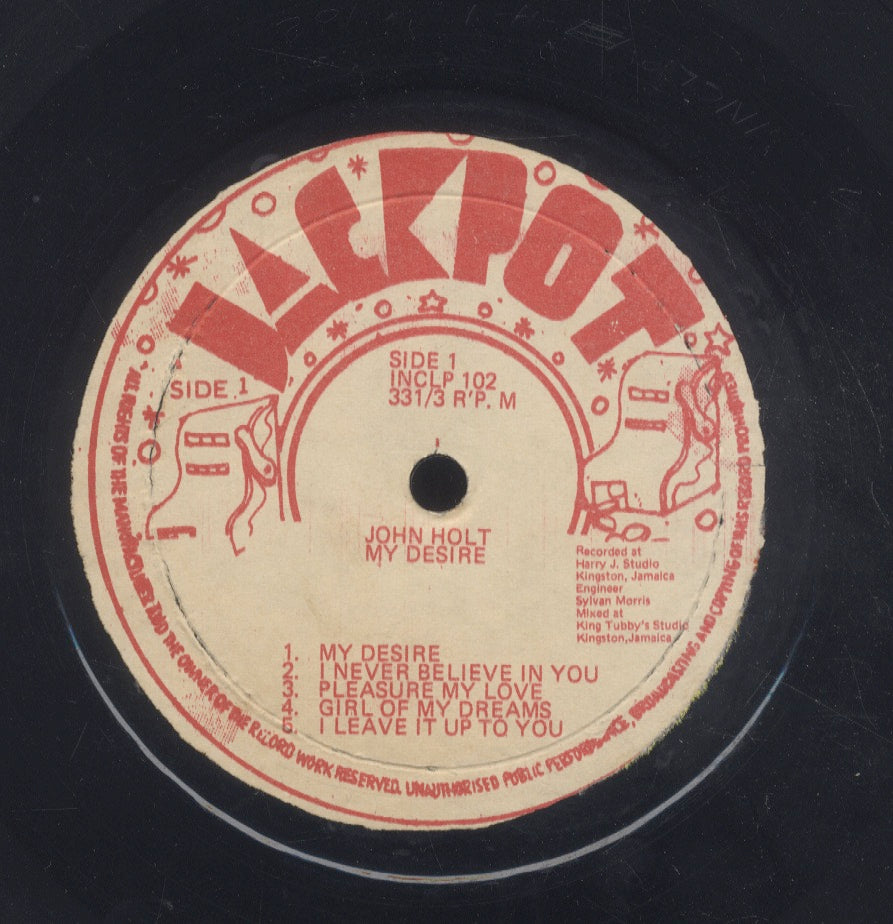 JACKPOT
SIDE 1
SIDE 1
INCLP 102
331/3 R'P. M
JOHN HOLT
MY DESIRE
Recorded at
Harry J. Studio
Kingston, Jamaica
Engineer
Sylvan Morris
Mixed at
King Tubby's Studio
Kingston,Jamaica
1. MY DESIRE
2. I NEVER BELIEVE IN YOU
3. PLEASURE MY LOVE
4. GIRL OF MY DREAMS
5. I LEAVE IT UP TO YOU
ALL RIGHTS OF THE THE OWNER OF THE RECORD WORK RESERVED. UNAUTHORISED PUBLIC PERFORMANCE, BROADCASTING AND COPYING OF THIS RECORD PROHIBITED